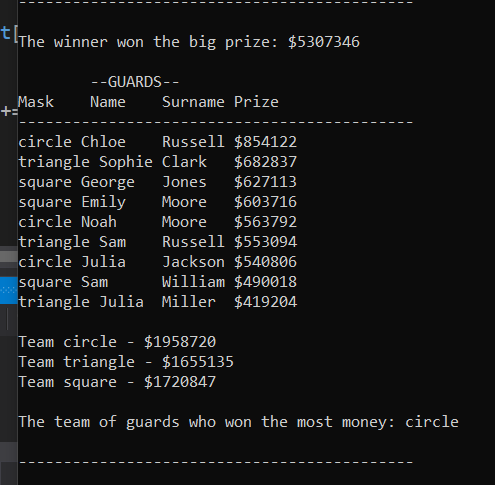 ---------------------------------------------
t[
The winner won the big prize: $5307346
--GUARDS--
+=
Mask Name Surname Prize
---------------------------------------------
circle Chloe Russell $854122
triangle Sophie Clark $682837
square George Jones $627113
square Emily Moore $603716
circle Noah Moore $563792
triangle Sam Russell $553094
circle Julia Jackson $540806
square Sam William $490018
triangle Julia Miller $419204
Team circle - $1958720
Team triangle - $1655135
Team square - $1720847
The team of guards who won the most money: circle
---------------------------------------------